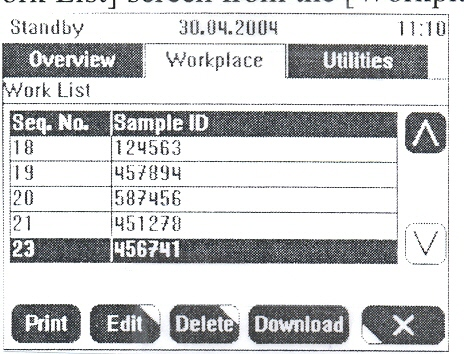 ork List] screen from the [Workpl
Standby 30.04.2004 11:10
Overview Workplace Utilities
Work List
Seq. No. Sample ID
18 124563
19 457894
20 587456
21 451278
23 456741
Print Edit Delete Download X